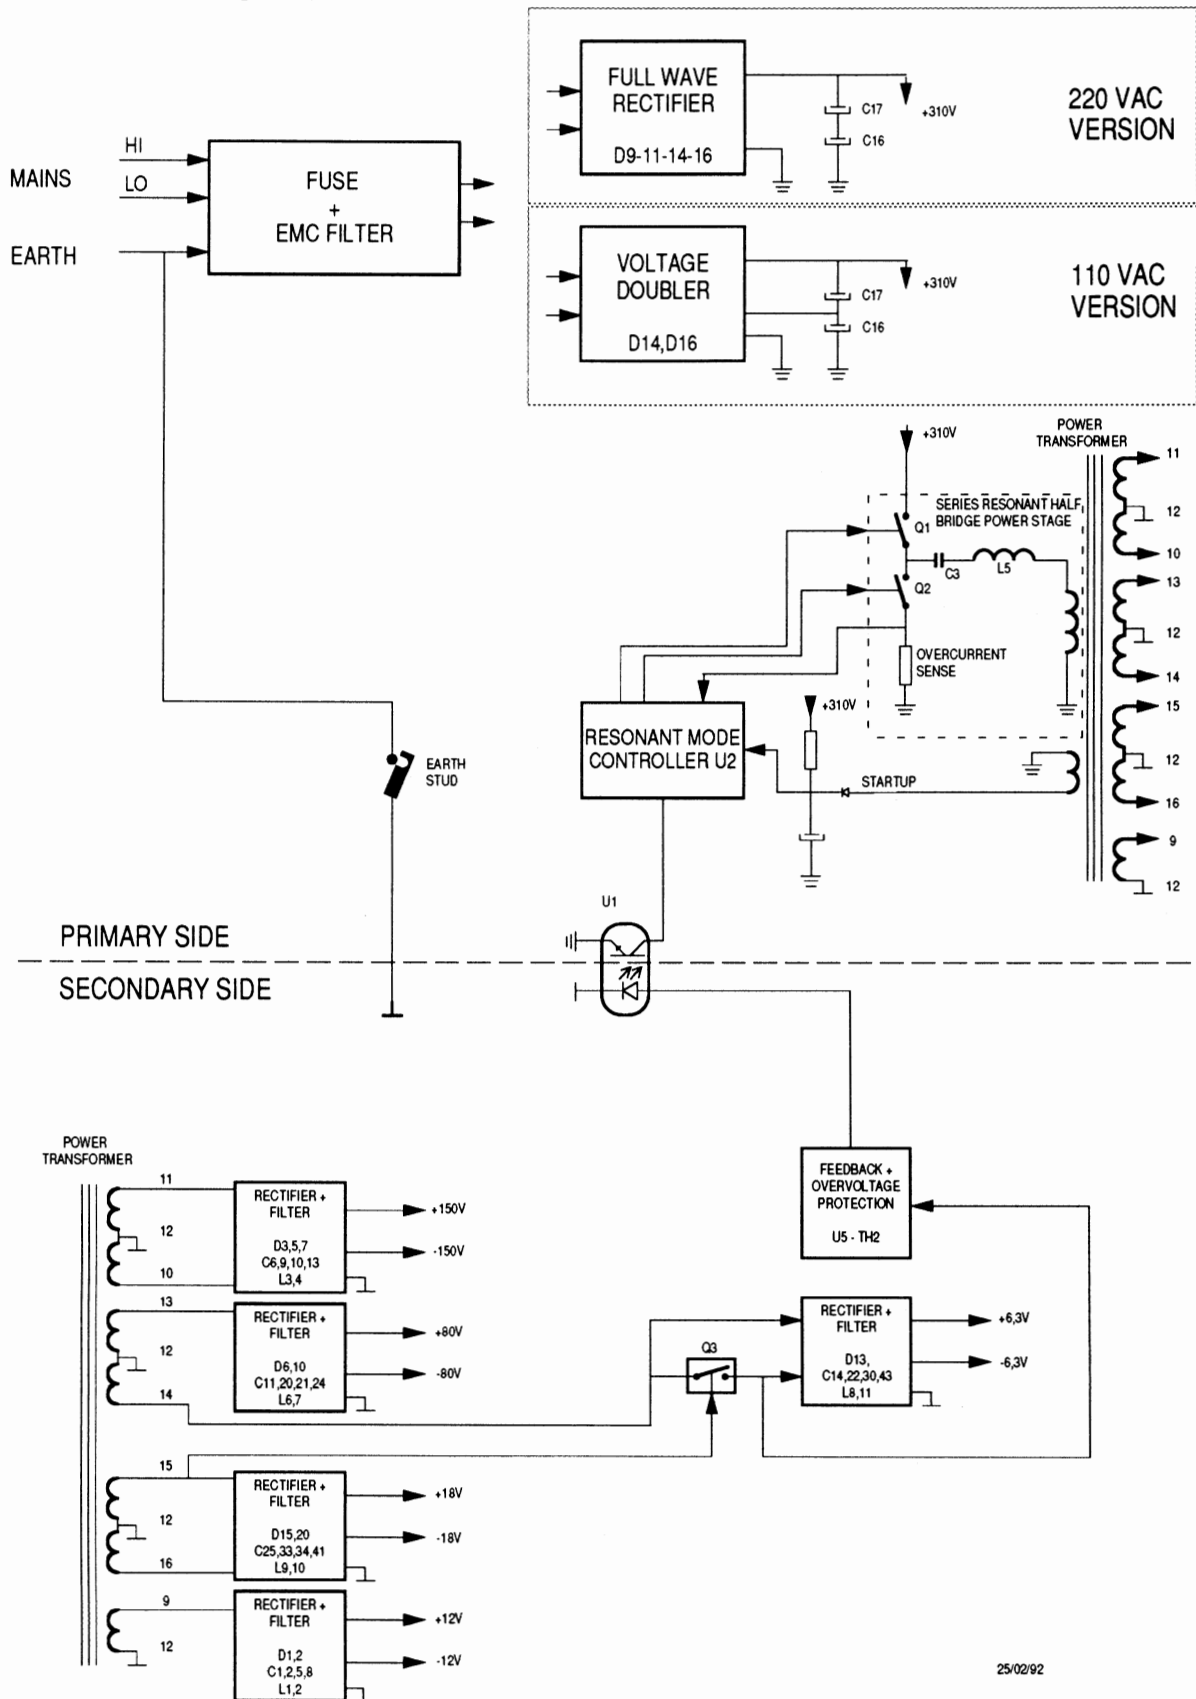 FULL WAVE
RECTIFIER
D9-11-14-16
C17
C16
+310V
220 VAC
VERSION
MAINS
HI
LO
EARTH
FUSE
+
EMC FILTER
VOLTAGE
DOUBLER
D14,D16
C17
C16
+310V
110 VAC
VERSION
+310V
POWER
TRANSFORMER
SERIES RESONANT HALF
BRIDGE POWER STAGE
Q1
Q2
C3
L5
OVERCURRENT
SENSE
11
12
10
13
12
14
15
12
16
9
12
+310V
RESONANT MODE
CONTROLLER U2
STARTUP
EARTH
STUD
U1
PRIMARY SIDE
SECONDARY SIDE
POWER
TRANSFORMER
11
12
10
RECTIFIER +
FILTER
D3,5,7
C6,9,10,13
L3,4
+150V
-150V
FEEDBACK +
OVERVOLTAGE
PROTECTION
U5 - TH2
13
12
14
RECTIFIER +
FILTER
D6,10
C11,20,21,24
L6,7
+80V
-80V
Q3
RECTIFIER +
FILTER
D13,
C14,22,30,43
L8,11
+6,3V
-6,3V
15
12
16
RECTIFIER +
FILTER
D15,20
C25,33,34,41
L9,10
+18V
-18V
9
12
RECTIFIER +
FILTER
D1,2
C1,2,5,8
L1,2
+12V
-12V
25/02/92